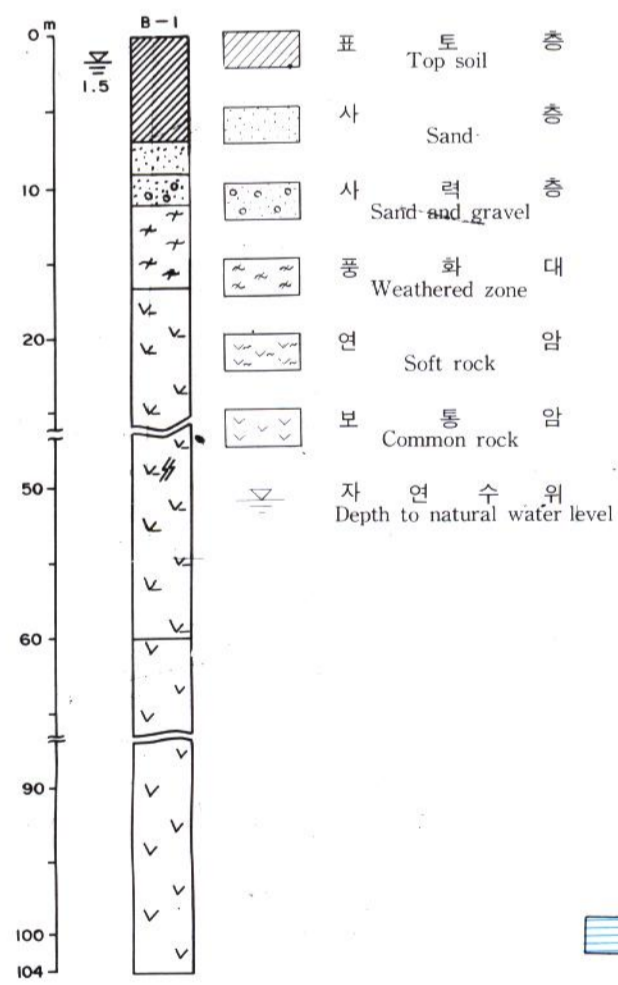 B-1
0 m
1.5
10
20
50
60
90
100
104
표 토 층
Top soil
사 층
Sand
사 력 층
Sand and gravel
풍 화 대
Weathered zone
연 암
Soft rock
보 통 암
Common rock
자 연 수 위
Depth to natural water level